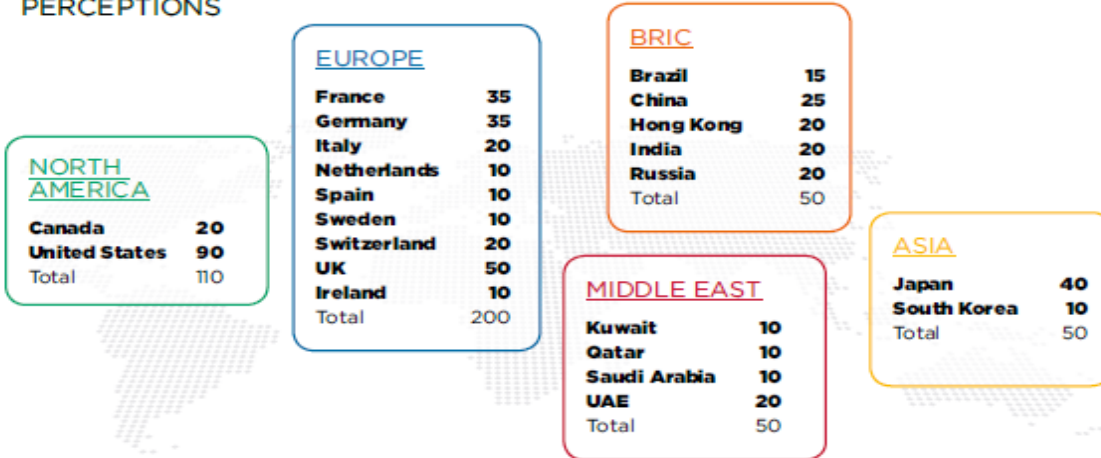 PERCEPTIONS
NORTH
AMERICA
Canada 20
United States 90
Total 110
EUROPE
France 35
Germany 35
Italy 20
Netherlands 10
Spain 10
Sweden 10
Switzerland 20
UK 50
Ireland 10
Total 200
BRIC
Brazil 15
China 25
Hong Kong 20
India 20
Russia 20
Total 50
MIDDLE EAST
Kuwait 10
Qatar 10
Saudi Arabia 10
UAE 20
Total 50
ASIA
Japan 40
South Korea 10
Total 50